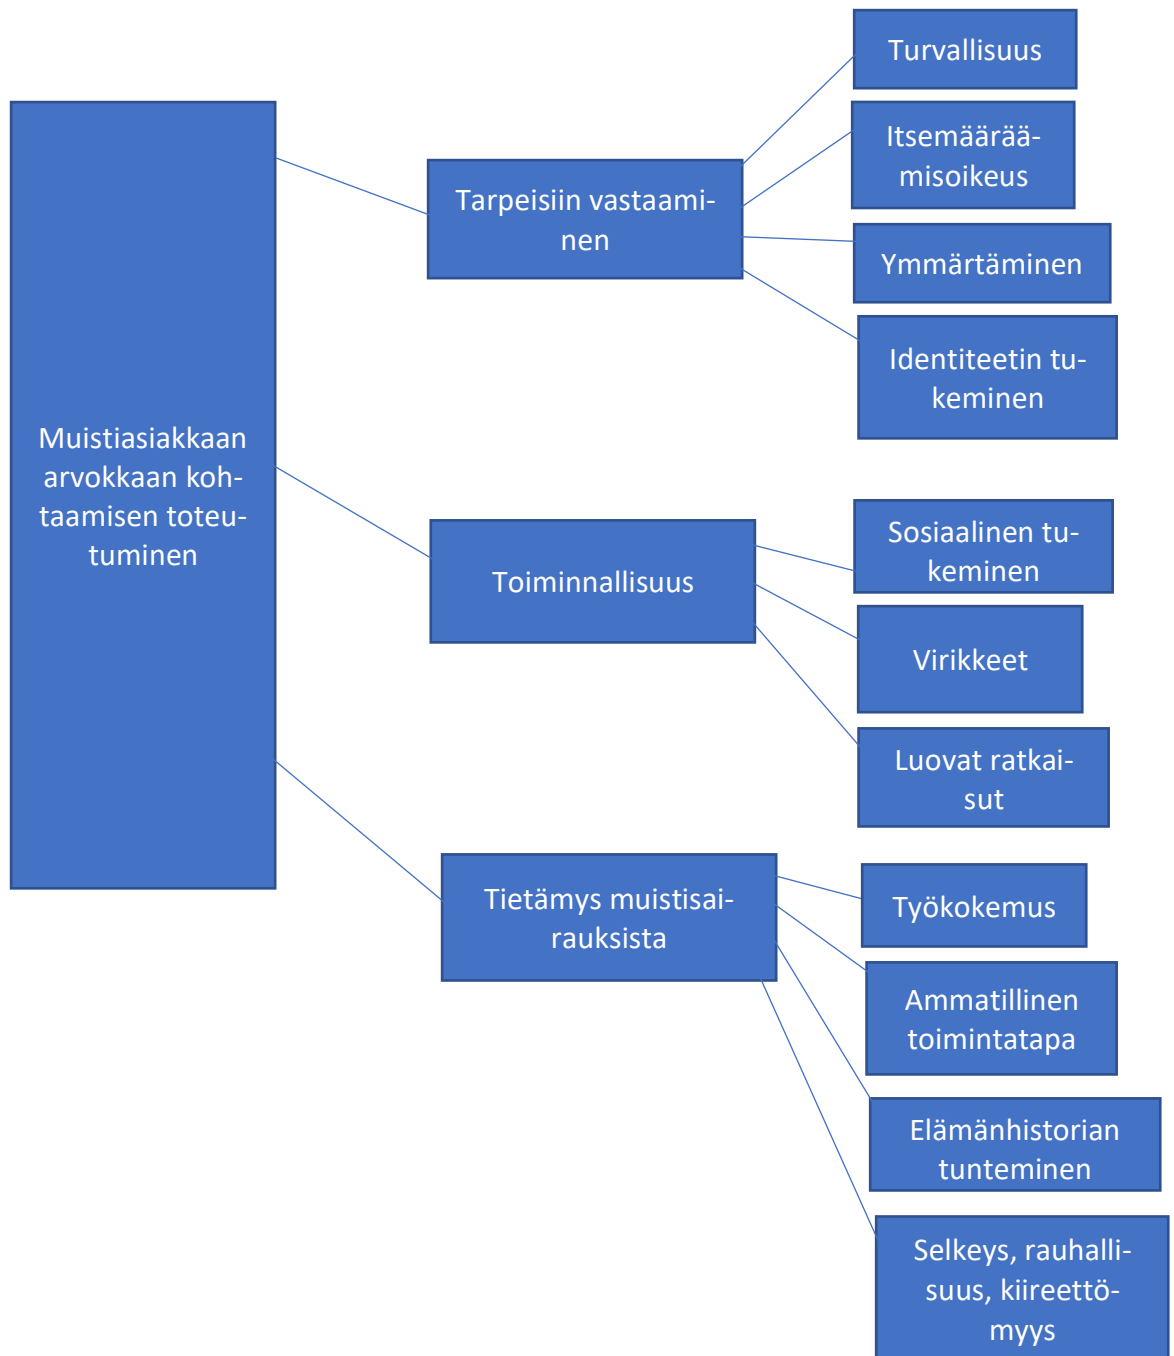 Muistiasiakkaan
arvokkaan koh-
taamisen toteu-
tuminen
Tarpeisiin vastaami-
nen
Turvallisuus
Itsemäärää-
misoikeus
Ymmärtäminen
Identiteetin tu-
keminen
Toiminnallisuus
Sosiaalinen tu-
keminen
Virikkeet
Luovat ratkai-
sut
Tietämys muistisai-
rauksista
Työkokemus
Ammatillinen
toimintatapa
Elämänhistorian
tunteminen
Selkeys, rauhalli-
suus, kiireettö-
myys